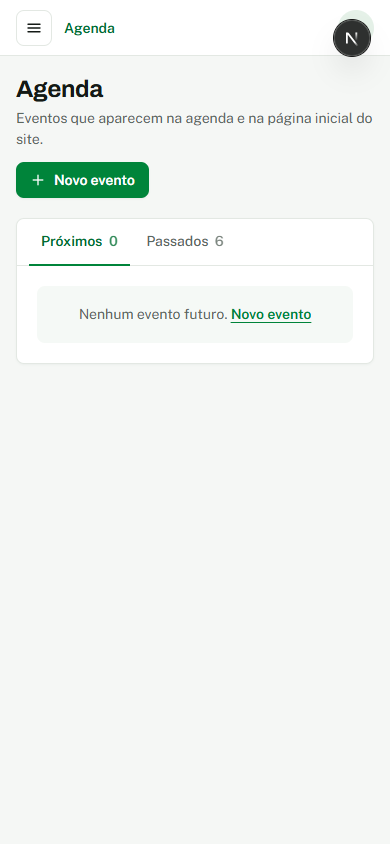 Agenda
N
Agenda
Eventos que aparecem na agenda e na página inicial do
site.
+ Novo evento
Próximos 0 Passados 6
Nenhum evento futuro. Novo evento